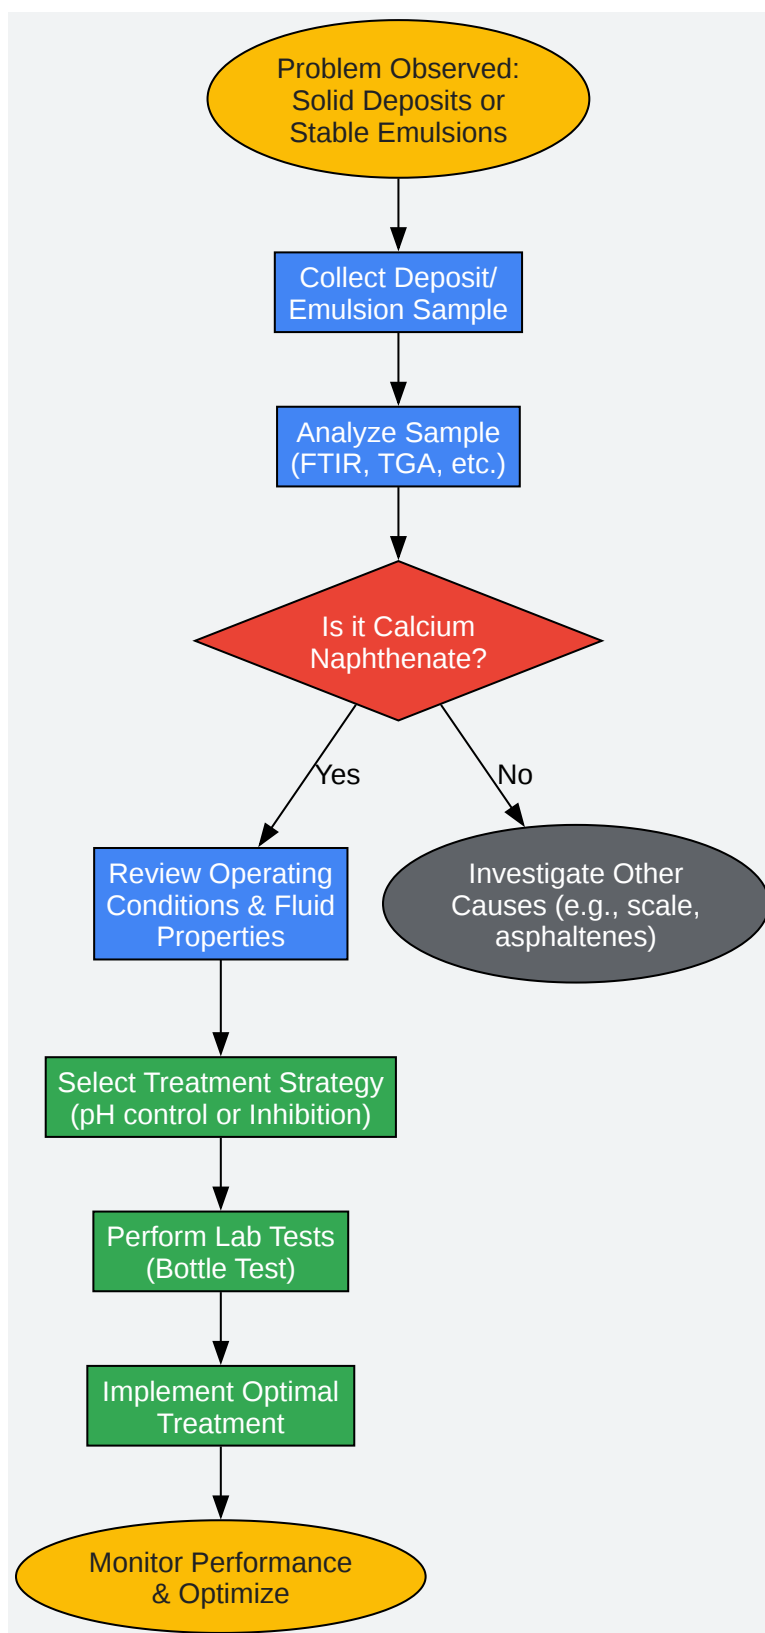 Problem Observed:
Solid Deposits or
Stable Emulsions
Collect Deposit/
Emulsion Sample
Analyze Sample
(FTIR, TGA, etc.)
Is it Calcium
Naphthenate?
Yes
No
Review Operating
Conditions & Fluid
Properties
Investigate Other
Causes (e.g., scale,
asphaltenes)
Select Treatment Strategy
(pH control or Inhibition)
Perform Lab Tests
(Bottle Test)
Implement Optimal
Treatment
Monitor Performance
& Optimize